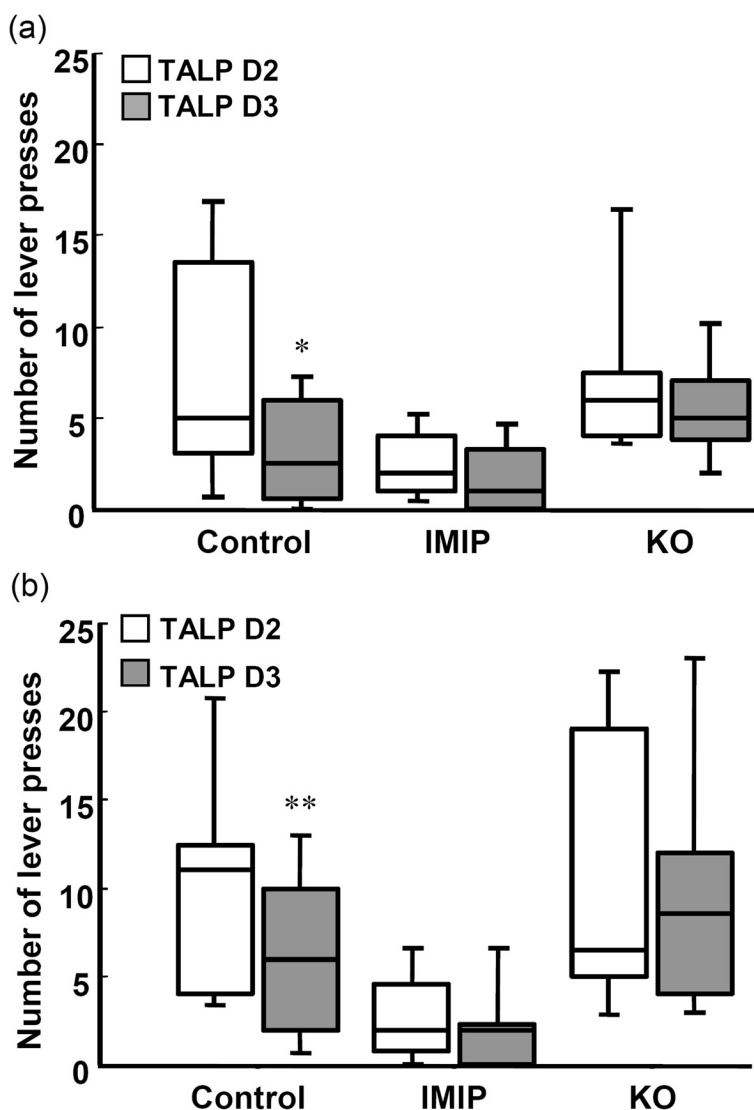 (a)
25
20
15
10
5
0
Number of lever presses
TALP D2
TALP D3
*
Control IMIP KO
(b)
25
20
15
10
5
0
Number of lever presses
TALP D2
TALP D3
**
Control IMIP KO